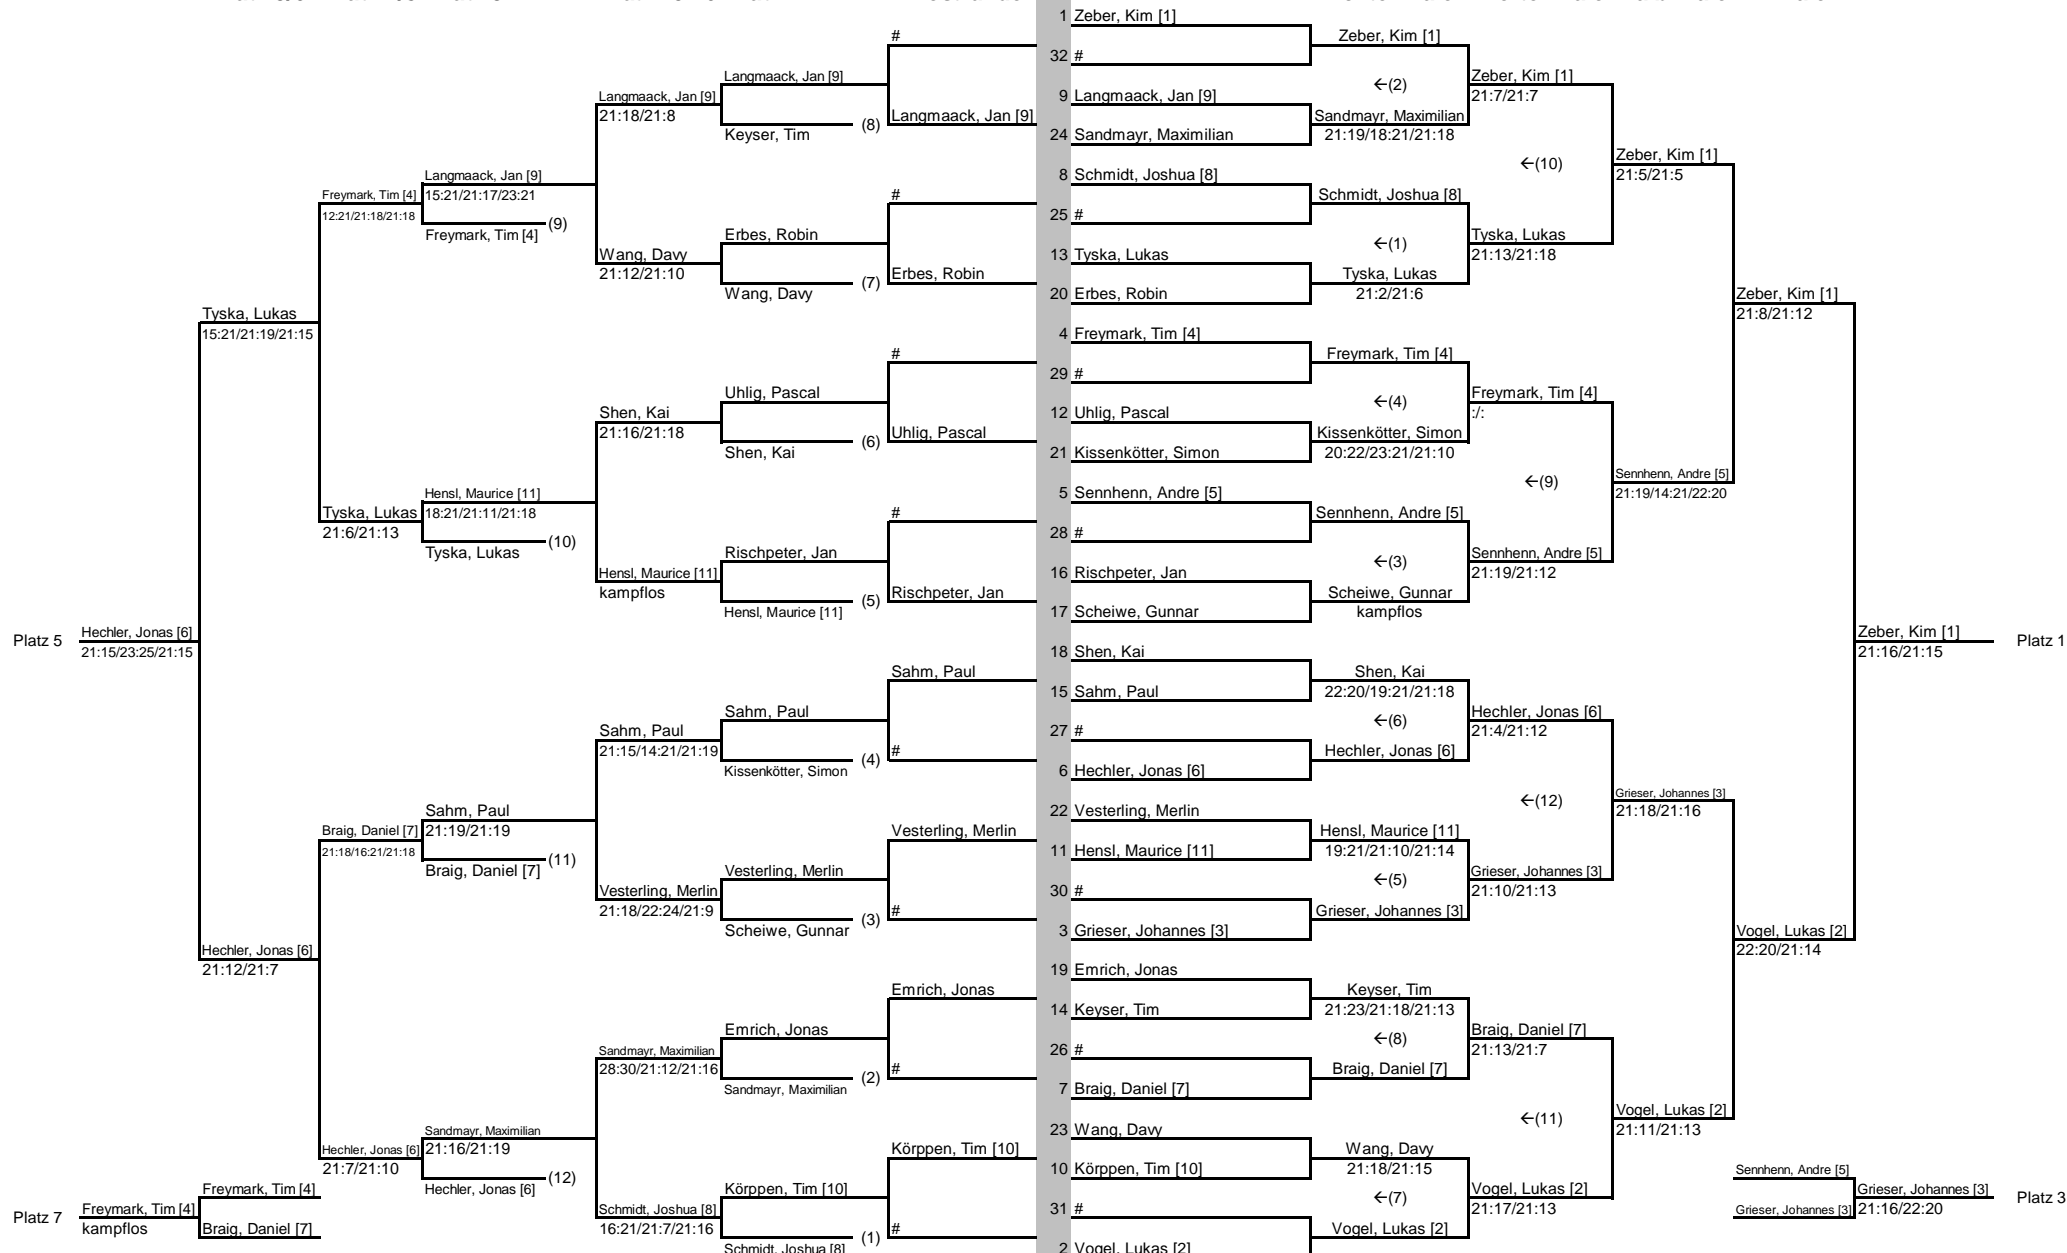 1 Zeber, Kim [1]
# Zeber, Kim [1]
32 #
Langmaack, Jan [9] ←(2) Zeber, Kim [1]
Langmaack, Jan [9] 9 Langmaack, Jan [9] 21:7/21:7
21:18/21:8 Langmaack, Jan [9] Sandmayr, Maximilian
Keyser, Tim (8) 24 Sandmayr, Maximilian 21:19/18:21/21:18
Zeber, Kim [1]
←(10)
Langmaack, Jan [9] 8 Schmidt, Joshua [8] 21:5/21:5
Freymark, Tim [4] 15:21/21:17/23:21 # Schmidt, Joshua [8]
12:21/21:18/21:18 25 #
(9)
Freymark, Tim [4] Erbes, Robin ←(1) Tyska, Lukas
Wang, Davy 13 Tyska, Lukas 21:13/21:18
21:12/21:10 Erbes, Robin Tyska, Lukas
Wang, Davy (7) 20 Erbes, Robin 21:2/21:6 Zeber, Kim [1]
Tyska, Lukas 21:8/21:12
15:21/21:19/21:15 4 Freymark, Tim [4]
# Freymark, Tim [4]
29 #
Uhlig, Pascal ←(4) Freymark, Tim [4]
Shen, Kai 12 Uhlig, Pascal :/:
21:16/21:18 Uhlig, Pascal Kissenkötter, Simon
Shen, Kai (6) 21 Kissenkötter, Simon 20:22/23:21/21:10
Sennhenn, Andre [5]
←(9)
Hensl, Maurice [11] 5 Sennhenn, Andre [5] 21:19/14:21/22:20
Tyska, Lukas 18:21/21:11/21:18 # Sennhenn, Andre [5]
21:6/21:13 28 #
(10)
Tyska, Lukas Rischpeter, Jan ←(3) Sennhenn, Andre [5]
Hensl, Maurice [11] 16 Rischpeter, Jan 21:19/21:12
kampflos Rischpeter, Jan Scheiwe, Gunnar
Hensl, Maurice [11] (5) 17 Scheiwe, Gunnar kampflos
Platz 5 Hechler, Jonas [6] Zeber, Kim [1] Platz 1
21:15/23:25/21:15 18 Shen, Kai 21:16/21:15
Sahm, Paul Shen, Kai
15 Sahm, Paul 22:20/19:21/21:18
Sahm, Paul ←(6) Hechler, Jonas [6]
Sahm, Paul 27 # 21:4/21:12
21:15/14:21/21:19 # Hechler, Jonas [6]
Kissenkötter, Simon (4) 6 Hechler, Jonas [6]
Grieser, Johannes [3]
←(12)
Sahm, Paul 22 Vesterling, Merlin 21:18/21:16
Braig, Daniel [7] 21:19/21:19 Vesterling, Merlin Hensl, Maurice [11]
21:18/16:21/21:18 11 Hensl, Maurice [11] 19:21/21:10/21:14
(11)
Braig, Daniel [7] Vesterling, Merlin ←(5) Grieser, Johannes [3]
Vesterling, Merlin 30 # 21:10/21:13
21:18/22:24/21:9 # Grieser, Johannes [3]
Scheiwe, Gunnar (3) 3 Grieser, Johannes [3] Vogel, Lukas [2]
Hechler, Jonas [6] 22:20/21:14
21:12/21:7 19 Emrich, Jonas
Emrich, Jonas Keyser, Tim
14 Keyser, Tim 21:23/21:18/21:13
Emrich, Jonas ←(8) Braig, Daniel [7]
Sandmayr, Maximilian 26 # 21:13/21:7
28:30/21:12/21:16 # Braig, Daniel [7]
Sandmayr, Maximilian (2) 7 Braig, Daniel [7]
Vogel, Lukas [2]
←(11)
Sandmayr, Maximilian 23 Wang, Davy 21:11/21:13
Hechler, Jonas [6] 21:16/21:19 Körppen, Tim [10] Wang, Davy
21:7/21:10 10 Körppen, Tim [10] 21:18/21:15 Sennhenn, Andre [5]
(12)
Freymark, Tim [4] Hechler, Jonas [6] Körppen, Tim [10] ←(7) Vogel, Lukas [2] Grieser, Johannes [3] Platz 3
Platz 7 Freymark, Tim [4] Schmidt, Joshua [8] 31 # 21:17/21:13 Grieser, Johannes [3] 21:16/22:20
kampflos Braig, Daniel [7] 16:21/21:7/21:16 # Vogel, Lukas [2]
Schmidt, Joshua [8] (1) 2 Vogel, Lukas [2]